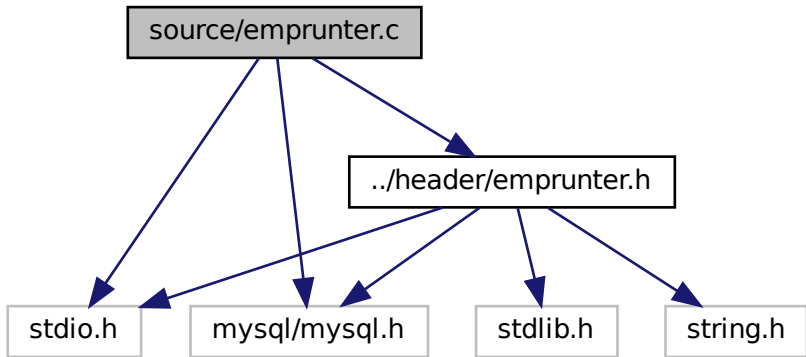 source/emprunter.c
../header/emprunter.h
stdio.h
mysql/mysql.h
stdlib.h
string.h